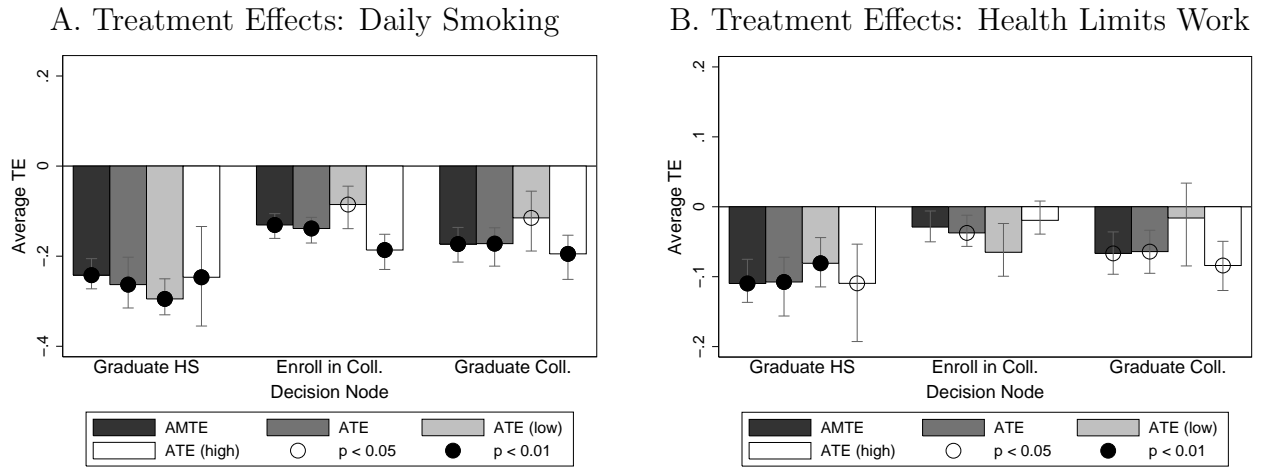 A. Treatment Effects: Daily Smoking
.2
0
-.2
-.4
Average TE
Graduate HS Enroll in Coll. Graduate Coll.
Decision Node
AMTE ATE ATE (low)
ATE (high) p < 0.05 p < 0.01
B. Treatment Effects: Health Limits Work
.2
.1
0
-.1
-.2
Average TE
Graduate HS Enroll in Coll. Graduate Coll.
Decision Node
AMTE ATE ATE (low)
ATE (high) p < 0.05 p < 0.01